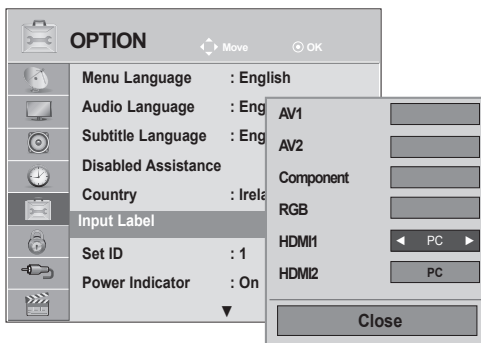 OPTION
Move
OK
Menu Language : English
Audio Language : Eng
Subtitle Language : Eng
Disabled Assistance
Country : Irela
Input Label
Set ID : 1
Power Indicator : On
▼
AV1
AV2
Component
RGB
HDMI1 ◄ PC ►
HDMI2 PC
Close